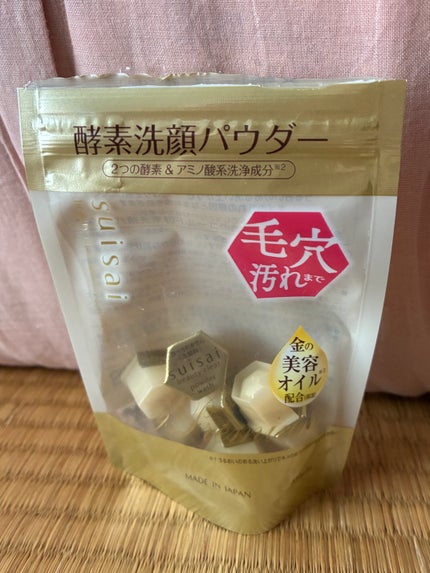 酵素洗顔パウダー
2つの酵素 & アミノ酸系洗浄成分※2
suisai
毛穴
汚れまで
金の
美容
オイル
配合
suisai
MADE IN JAPAN